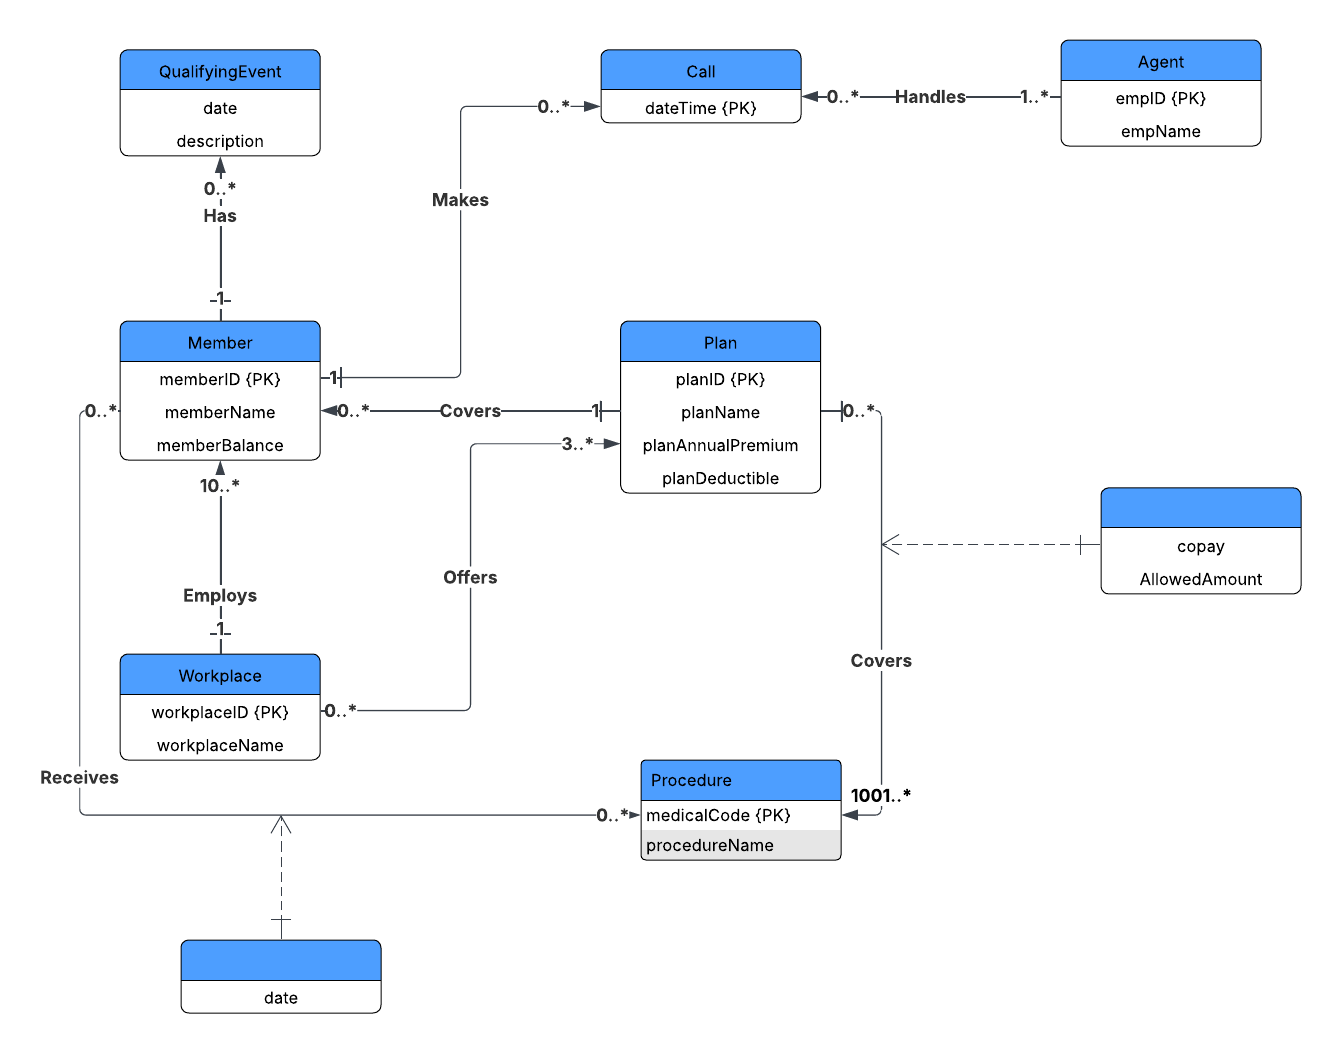 QualifyingEvent
date
description
0..*
Has
1
Call
dateTime {PK}
0..*
Handles
1..*
Agent
empID {PK}
empName
0..*
Makes
1
Member
memberID {PK}
memberName
memberBalance
0..*
0..*
Covers
1
Plan
planID {PK}
planName
planAnnualPremium
planDeductible
0..*
3..*
Offers
0..*
10..*
Employs
1
Workplace
workplaceID {PK}
workplaceName
copay
AllowedAmount
Covers
1001..*
Receives
0..*
Procedure
medicalCode {PK}
procedureName
date